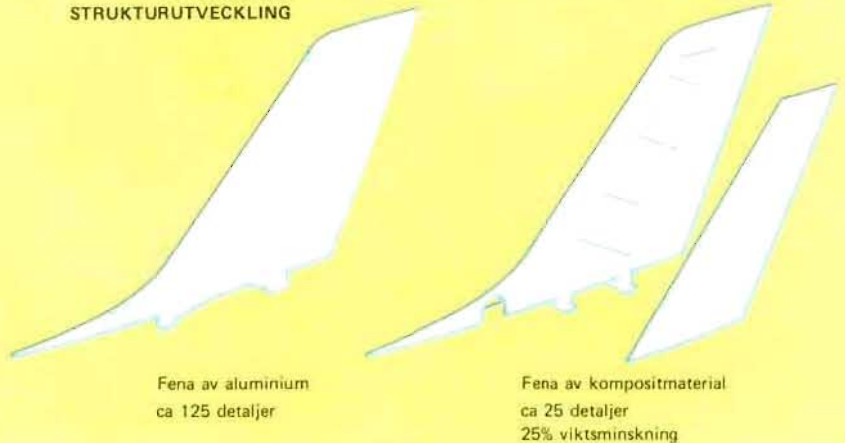 STRUKTURUTVECKLING
Fena av aluminium
ca 125 detaljer
Fena av kompositmaterial
ca 25 detaljer
25% viktsminskning